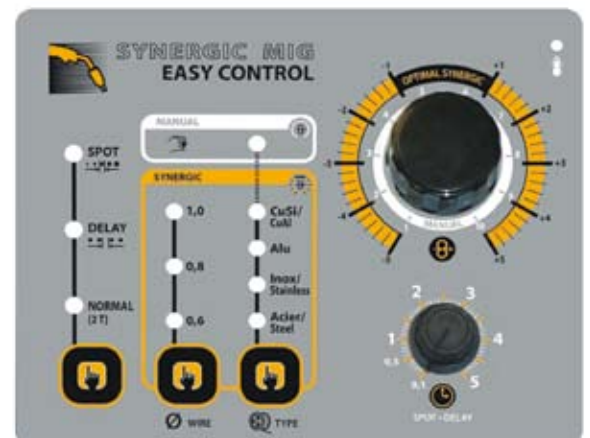 SYNERGIC MIG
EASY CONTROL
MANUAL
SPOT
DELAY
NORMAL
(2 T)
SYNERGIC
1,0
0,8
0,6
CuSi/
CuAl
Alu
Inox/
Stainless
Acier/
Steel
Ø WIRE
TYPE
OPTIMAL SYNERGIC
-1
-2
-3
-4
-5
+1
+2
+3
+4
+5
MANUAL
10
0,1
0,5
1
2
3
4
5
SPOT • DELAY